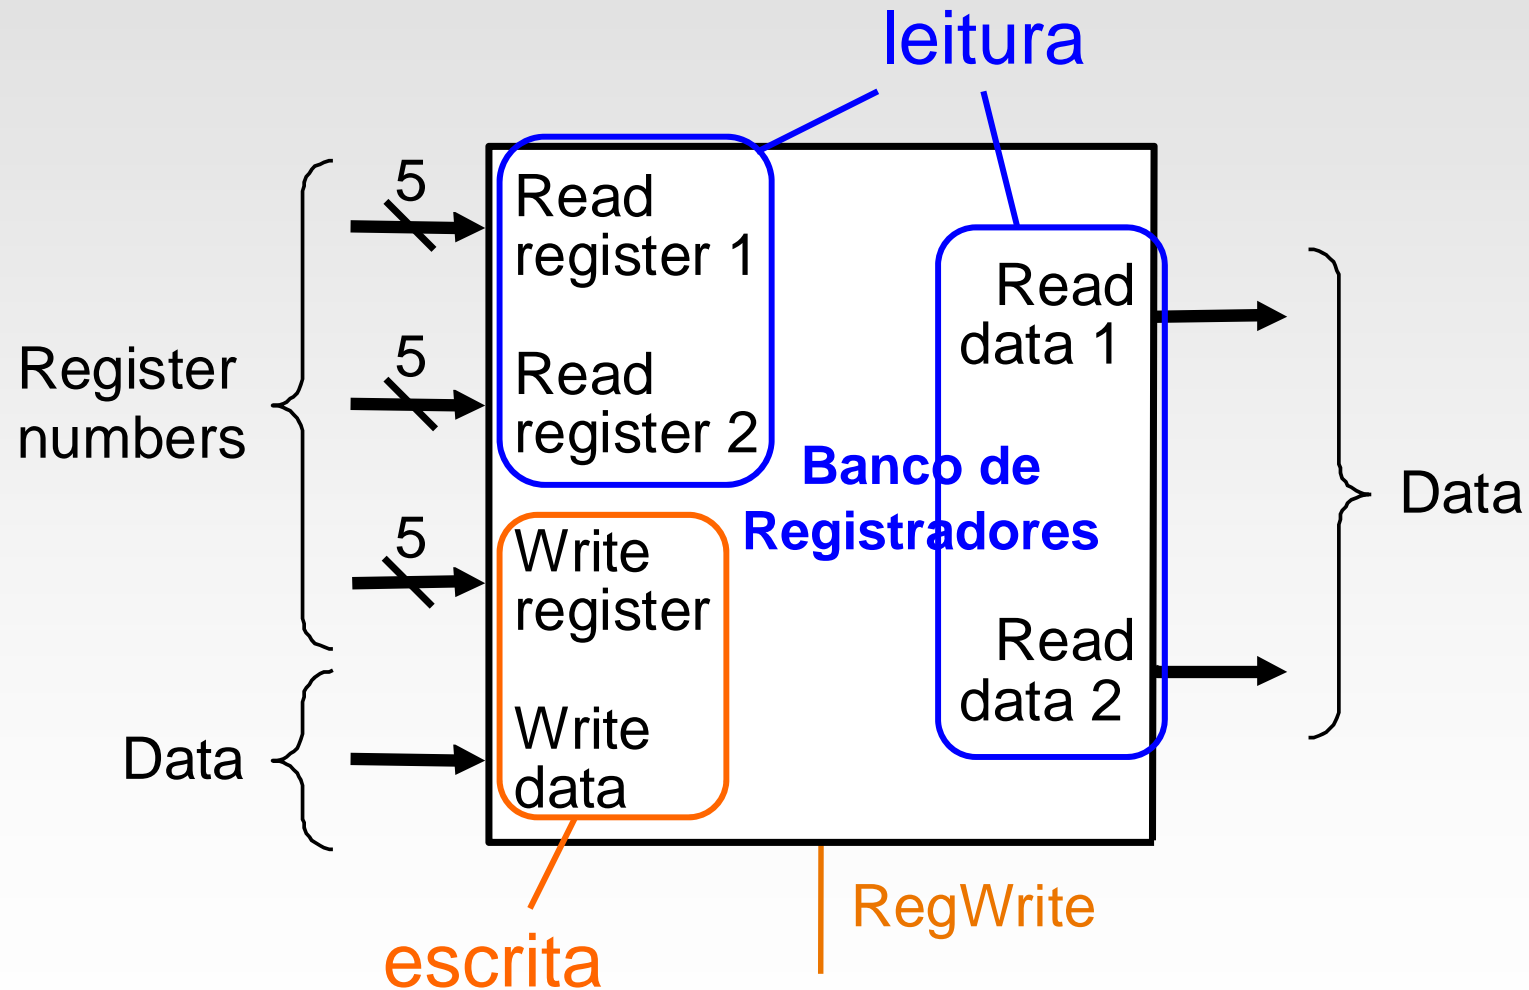 leitura
5
Read
register 1
5
Read
register 2
5
Write
register
Write
data
Register
numbers
Data
Banco de
Registradores
Read
data 1
Read
data 2
Data
RegWrite
escrita